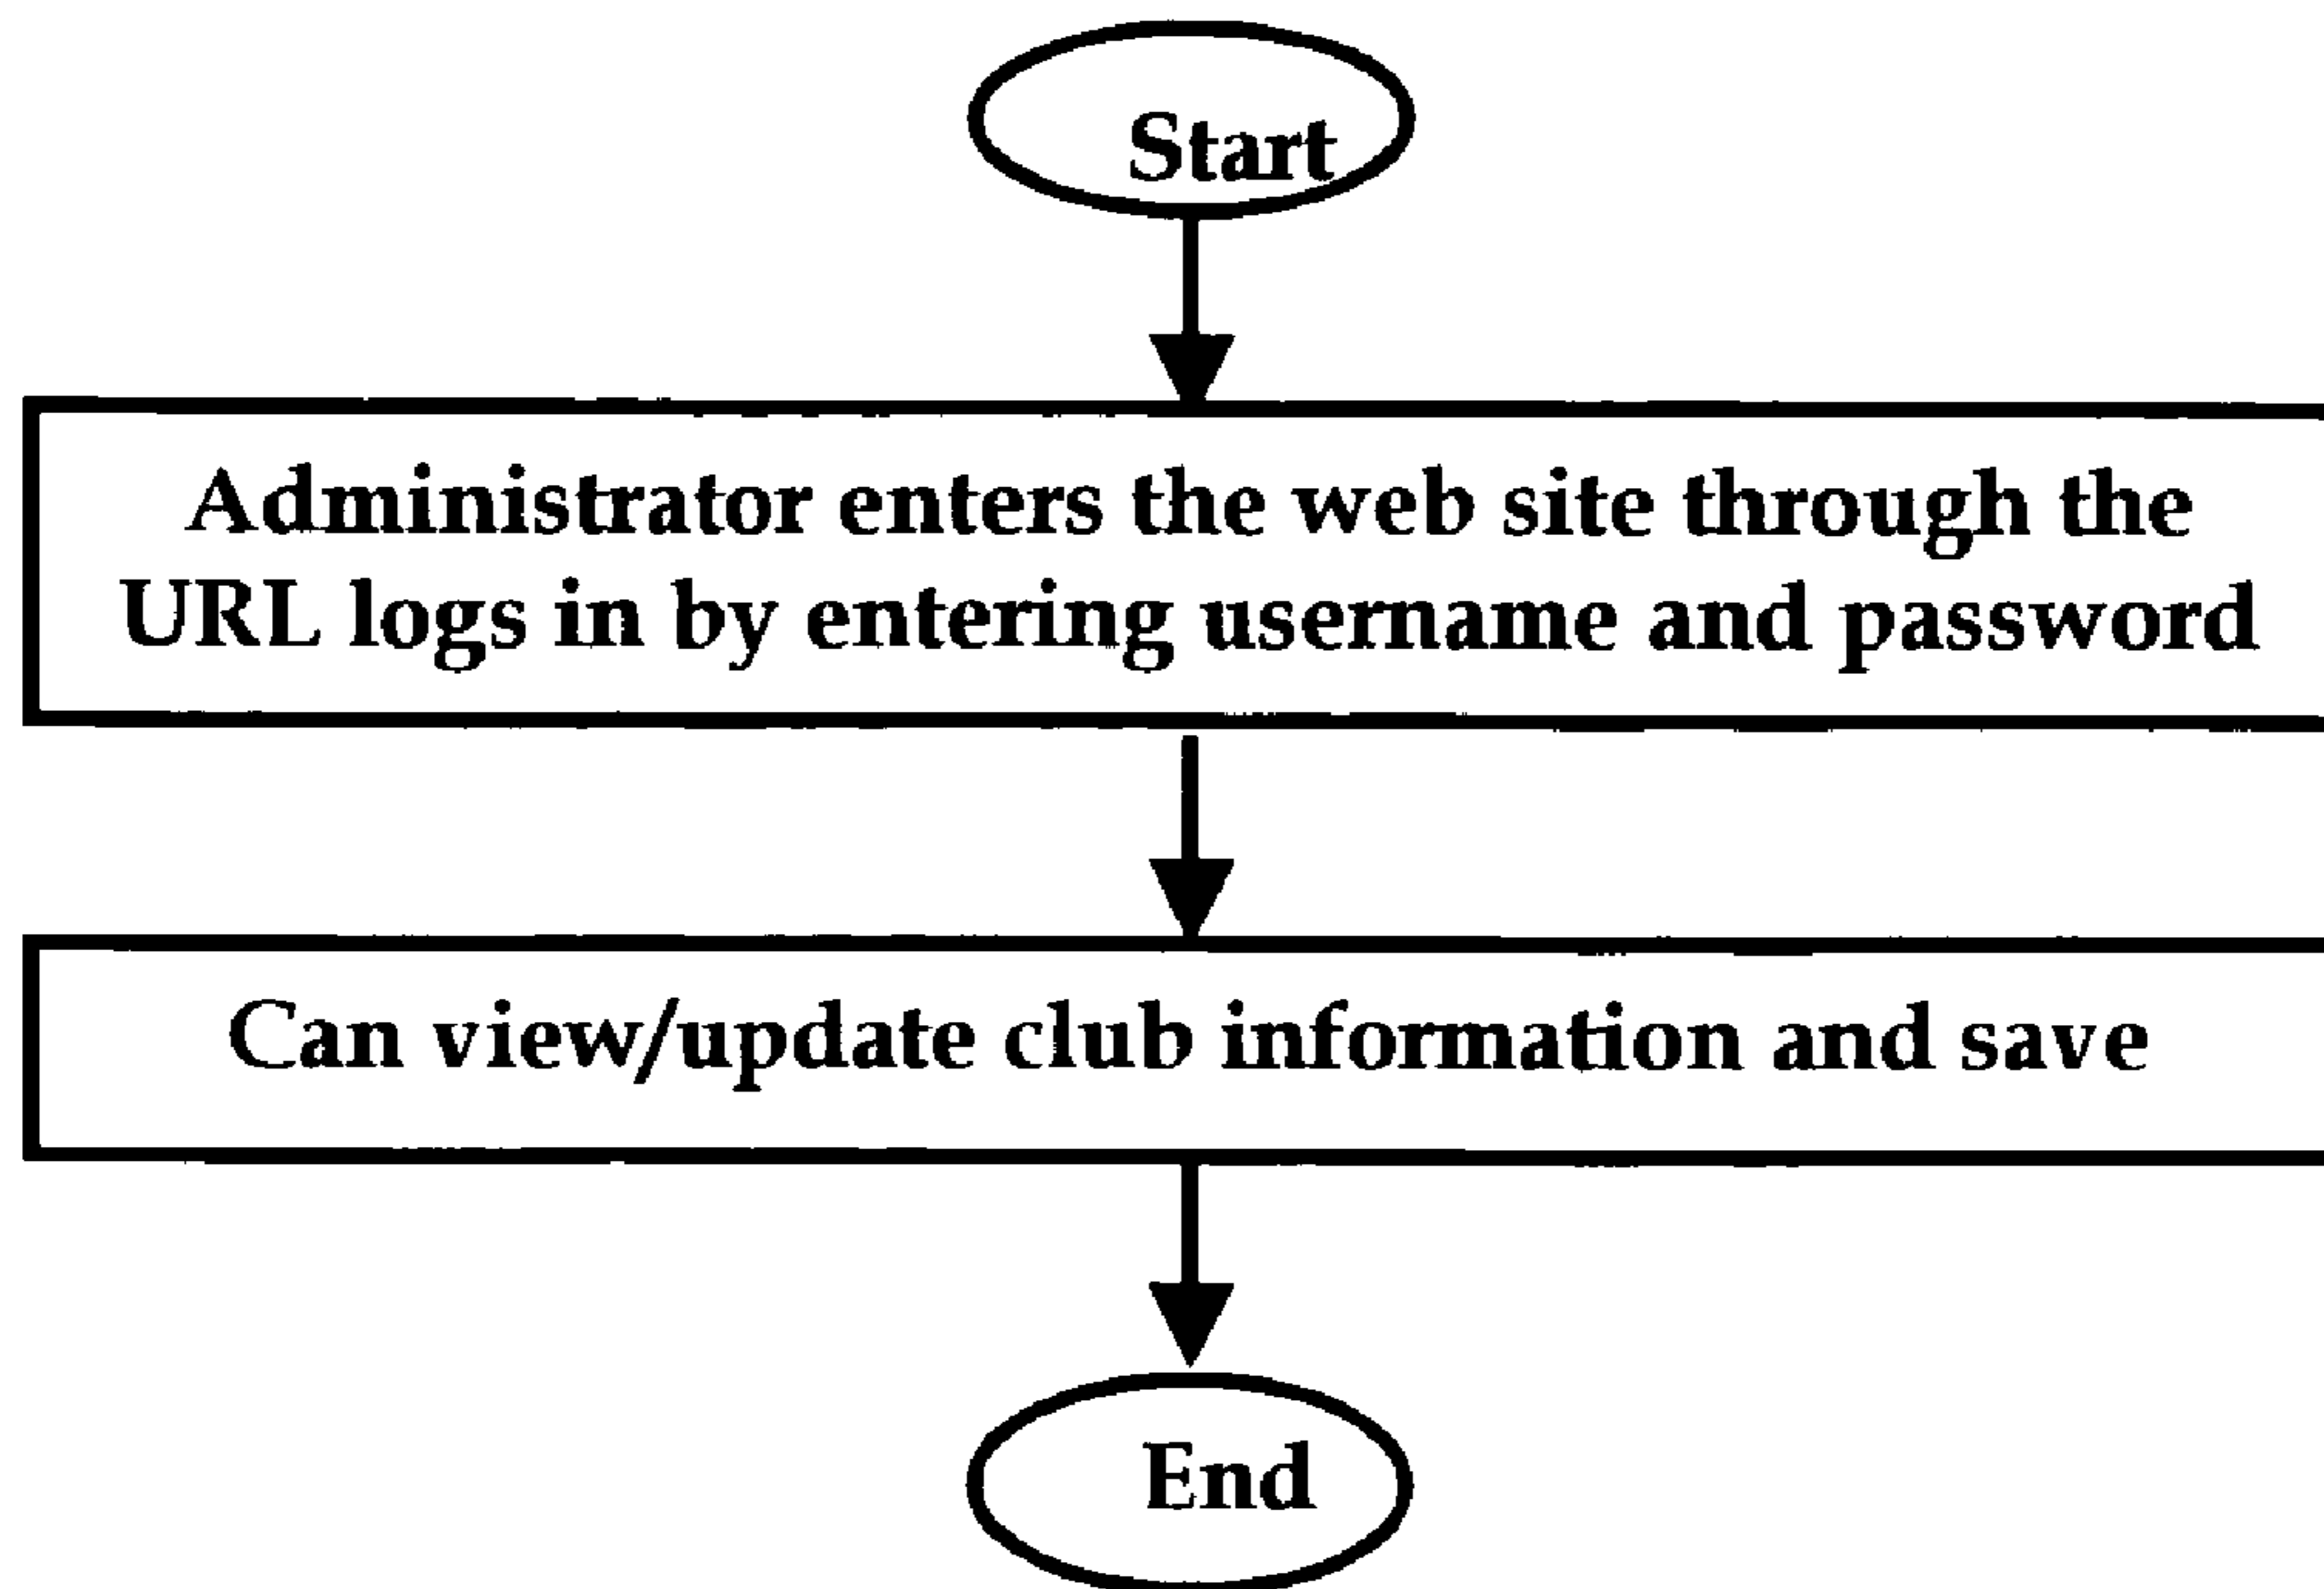 Start
Administrator enters the web site through the
URL logs in by entering username and password
Can view/update club information and save
End